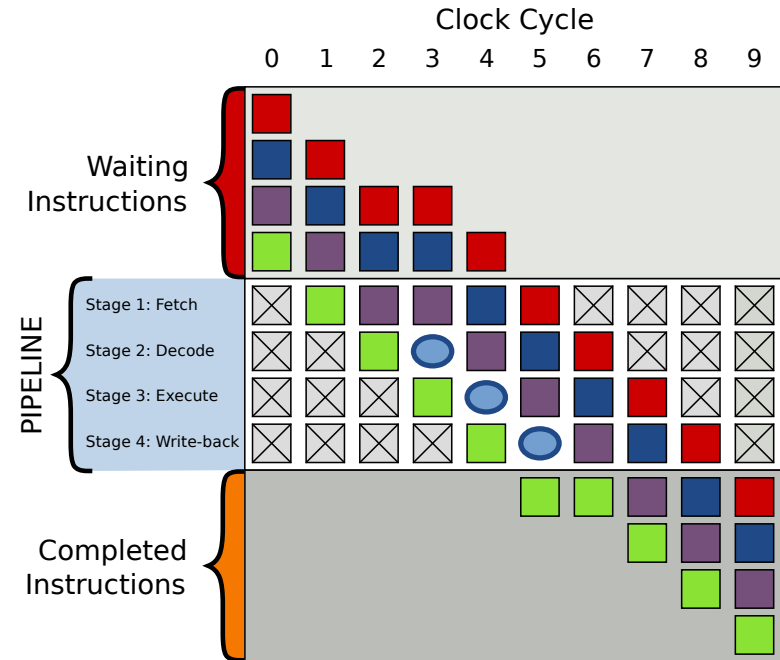 Clock Cycle
0 1 2 3 4 5 6 7 8 9
Waiting
Instructions
PIPELINE
Stage 1: Fetch
Stage 2: Decode
Stage 3: Execute
Stage 4: Write-back
Completed
Instructions